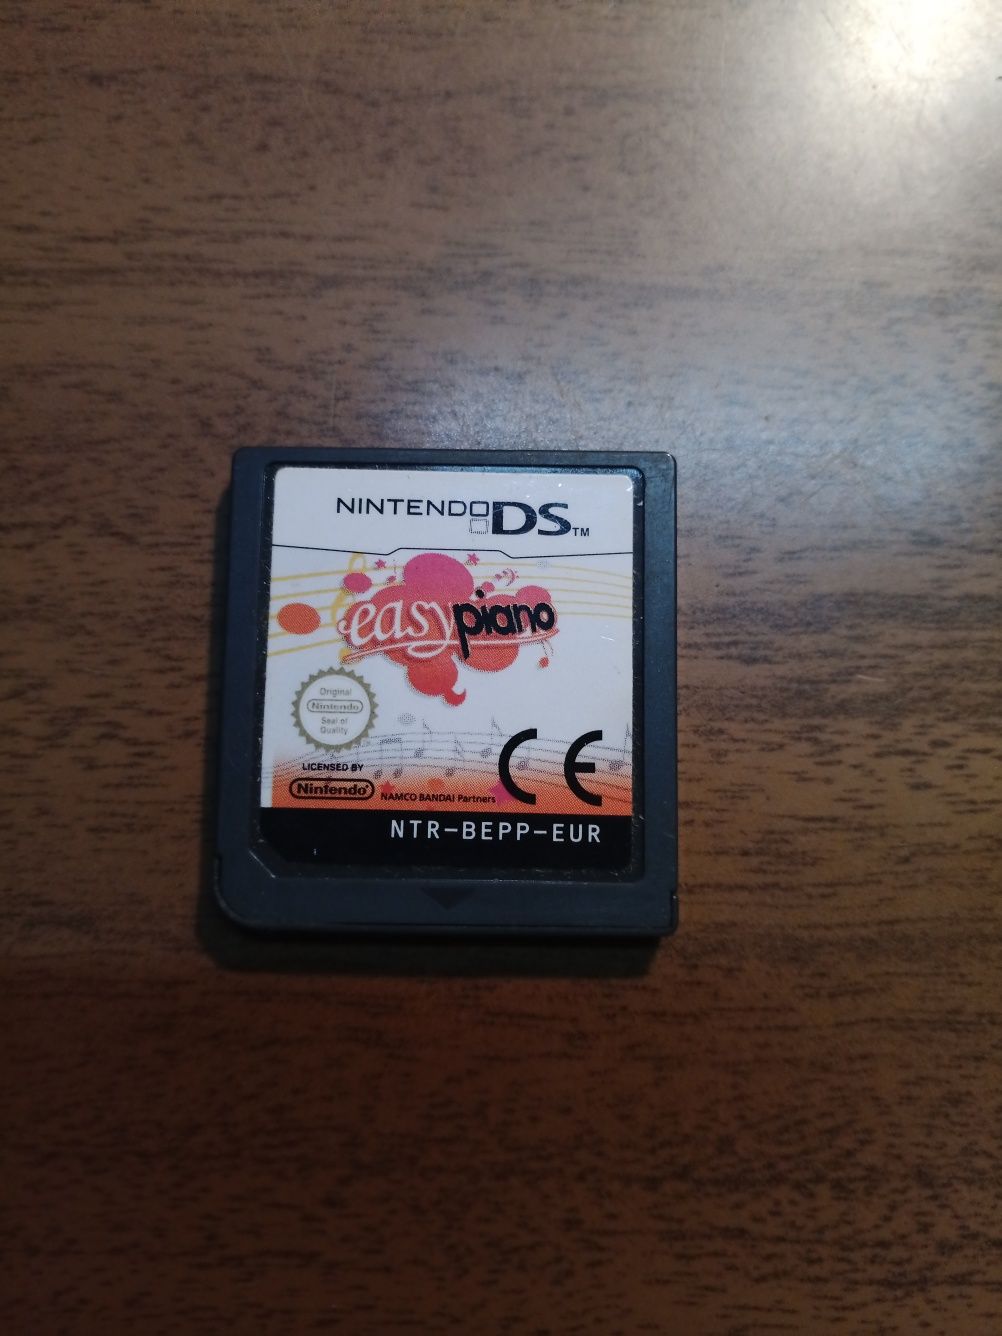 NINTENDO DS™
easypiano
Original
Nintendo
Seal of
Quality
LICENSED BY
Nintendo®
NAMCO BANDAI Partners
CE
NTR-BEPP-EUR